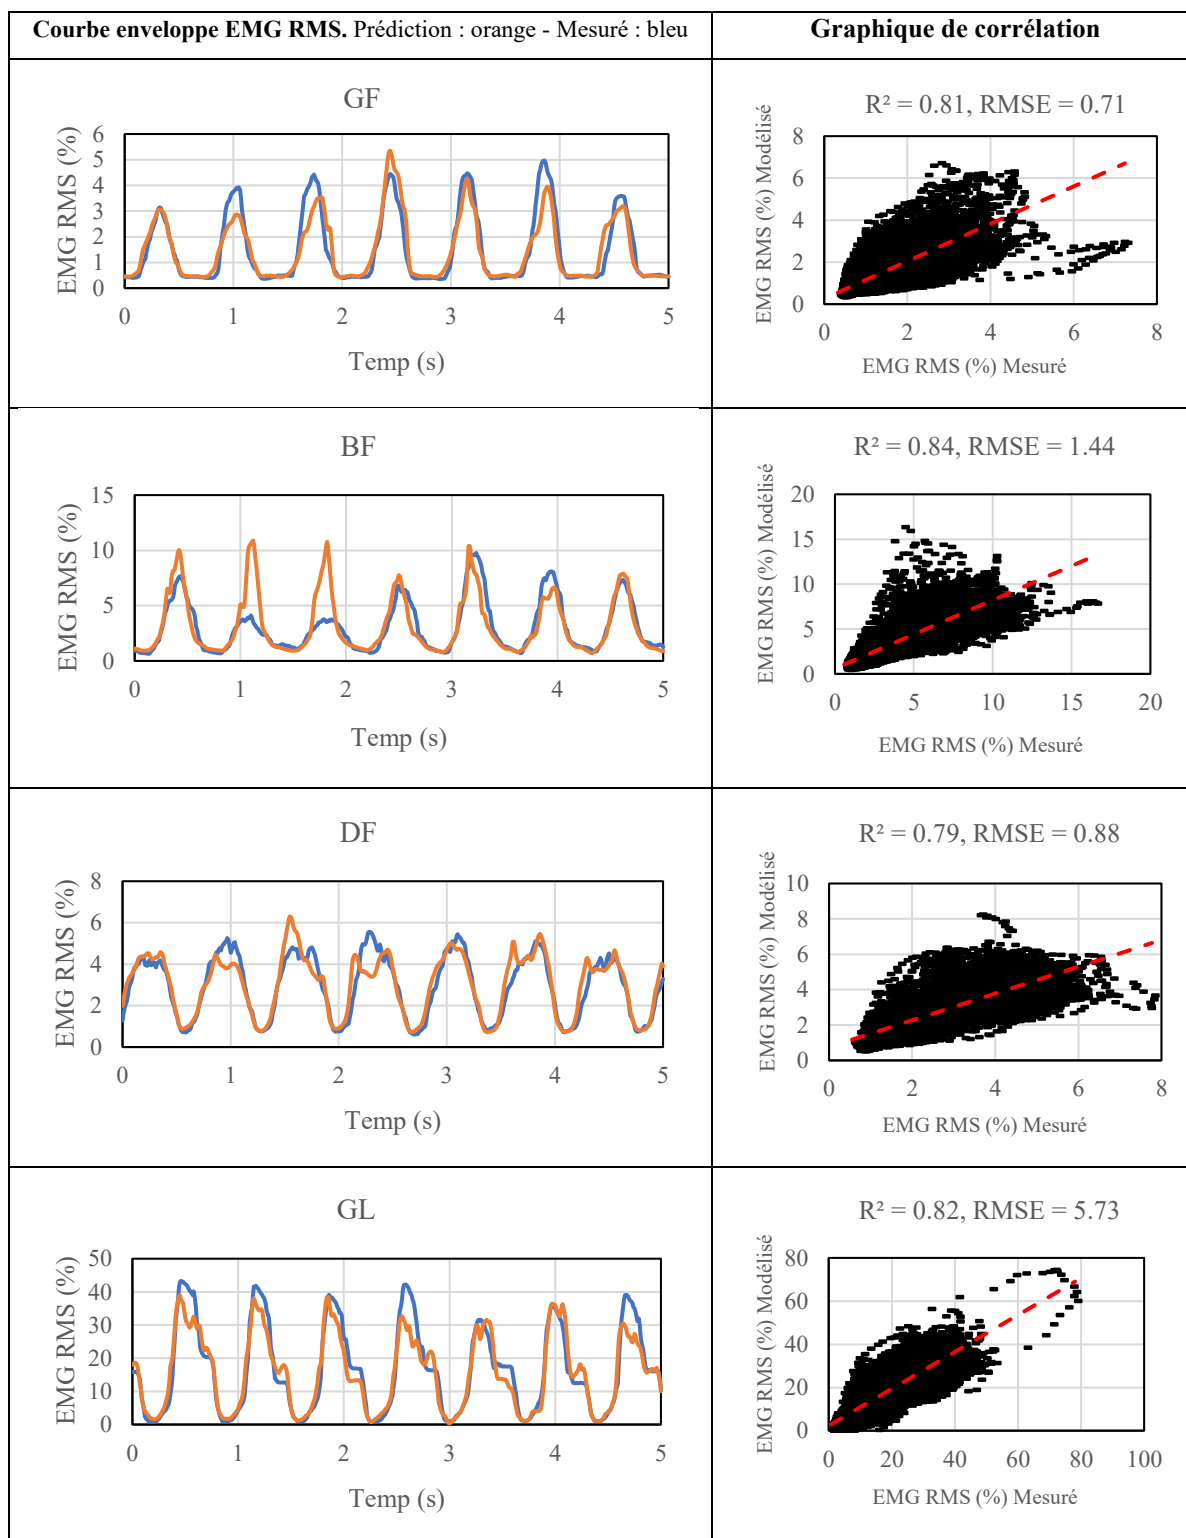 Courbe enveloppe EMG RMS. Prédiction : orange - Mesuré : bleu
Graphique de corrélation
GF
EMG RMS (%)
6
5
4
3
2
1
0
0 1 2 3 4 5
Temp (s)
R² = 0.81, RMSE = 0.71
EMG RMS (%) Modélisé
8
6
4
2
0
0 2 4 6 8
EMG RMS (%) Mesuré
BF
EMG RMS (%)
15
10
5
0
0 1 2 3 4 5
Temp (s)
R² = 0.84, RMSE = 1.44
EMG RMS (%) Modélisé
20
15
10
5
0
0 5 10 15 20
EMG RMS (%) Mesuré
DF
EMG RMS (%)
8
6
4
2
0
0 1 2 3 4 5
Temp (s)
R² = 0.79, RMSE = 0.88
EMG RMS (%) Modélisé
10
8
6
4
2
0
0 2 4 6 8
EMG RMS (%) Mesuré
GL
EMG RMS (%)
50
40
30
20
10
0
0 1 2 3 4 5
Temp (s)
R² = 0.82, RMSE = 5.73
EMG RMS (%) Modélisé
80
60
40
20
0
0 20 40 60 80 100
EMG RMS (%) Mesuré